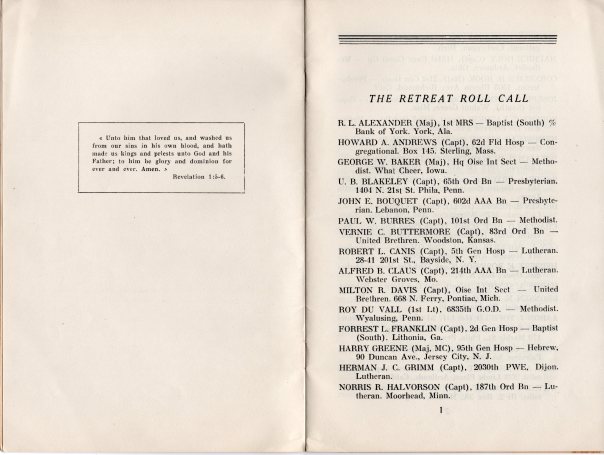 « Unto him that loved us, and washed
us from our sins in his own blood, and hath
made us kings and priests unto God and his
Father; to him be glory and dominion for
ever and ever. Amen. »
Revelation 1:5-6.
THE RETREAT ROLL CALL
R. L. ALEXANDER (Maj), 1st MRS — Baptist (South) %
Bank of York. York, Ala.
HOWARD A. ANDREWS (Capt), 62d Fld Hosp — Con-
gregational. Box 145. Sterling, Mass.
GEORGE W. BAKER (Maj), Hq Oise Int Sect — Metho-
dist. What Cheer, Iowa.
U. B. BLAKELEY (Capt), 65th Ord Bn — Presbyterian.
1404 N. 21st St. Phila, Penn.
JOHN E. BOUQUET (Capt), 602d AAA Bn — Presbyte-
rian. Lebanon, Penn.
PAUL W. BURRES (Capt), 101st Ord Bn — Methodist.
VERNIE C. BUTTERMORE (Capt), 83rd Ord Bn —
United Brethren. Woodston, Kansas.
ROBERT L. CANIS (Capt), 5th Gen Hosp — Lutheran.
28-41 201st St., Bayside, N. Y.
ALFRED B. CLAUS (Capt), 214th AAA Bn — Lutheran.
Webster Groves, Mo.
MILTON R. DAVIS (Capt), Oise Int Sect — United
Brethren. 668 N. Ferry, Pontiac, Mich.
ROY DU VALL (1st Lt), 6835th G.O.D. — Methodist.
Wyalusing, Penn.
FORREST L. FRANKLIN (Capt), 2d Gen Hosp — Baptist
(South). Lithonia, Ga.
HARRY GREENE (Maj, MC), 95th Gen Hosp — Hebrew,
90 Duncan Ave., Jersey City, N. J.
HERMAN J. C. GRIMM (Capt), 2030th PWE, Dijon.
Lutheran.
NORRIS R. HALVORSON (Capt), 187th Ord Bn — Lu-
theran. Moorhead, Minn.
1